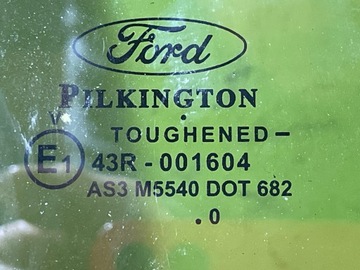 Ford
PILKINGTON
TOUGHENED -
E1 43R - 001604
AS3 M5540 DOT 682
. 0